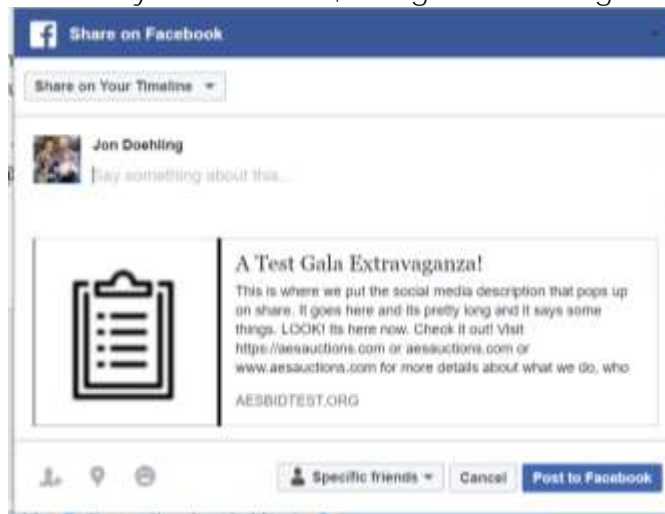 Share on Facebook
Share on Your Timeline
Jon Doehling
Say something about this...
A Test Gala Extravaganza!
This is where we put the social media description that pops up
on share. It goes here and Its pretty long and it says some
things. LOOK! Its here now. Check it out! Visit
https://aesauctions.com or aesauctions.com or
www.aesauctions.com for more details about what we do, who
AESBIDTEST.ORG
Specific friends
Cancel
Post to Facebook